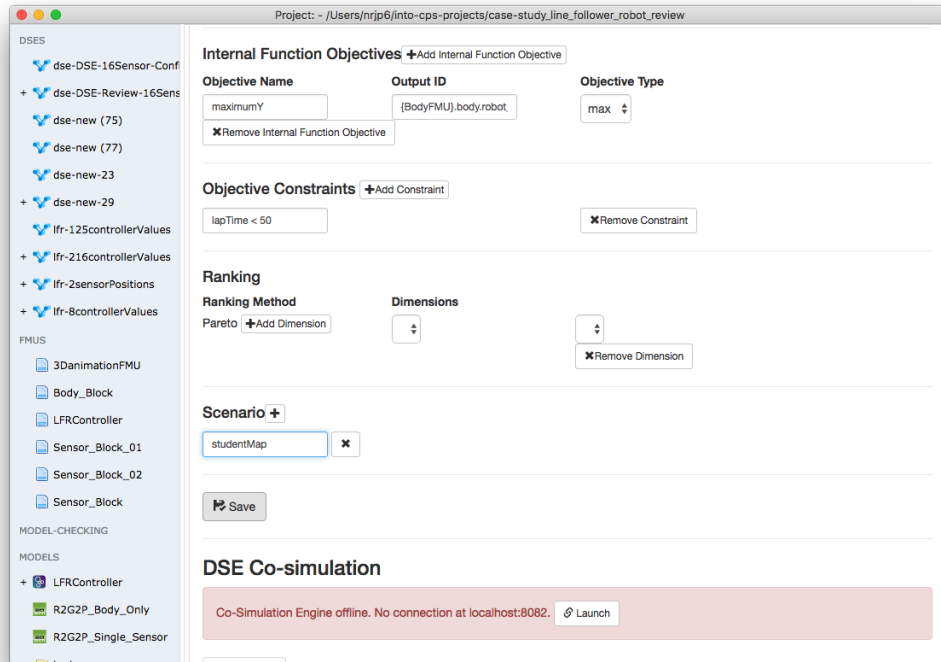 Project: - /Users/nrjp6/into-cps-projects/case-study_line_follower_robot_review
DSES
dse-DSE-16Sensor-Confi
+ dse-DSE-Review-16Sens
dse-new (75)
dse-new (77)
dse-new-23
+ dse-new-29
lfr-125controllerValues
+ lfr-216controllerValues
+ lfr-2sensorPositions
+ lfr-8controllerValues
FMUS
3DanimationFMU
Body_Block
LFRController
Sensor_Block_01
Sensor_Block_02
Sensor_Block
MODEL-CHECKING
MODELS
+ LFRController
R2G2P_Body_Only
R2G2P_Single_Sensor
Internal Function Objectives +Add Internal Function Objective
Objective Name Output ID Objective Type
maximumY {BodyFMU}.body.robot_ max
✖Remove Internal Function Objective
Objective Constraints +Add Constraint
lapTime < 50 ✖Remove Constraint
Ranking
Ranking Method Dimensions
Pareto +Add Dimension
✖Remove Dimension
Scenario +
studentMap ✖
Save
DSE Co-simulation
Co-Simulation Engine offline. No connection at localhost:8082. Launch